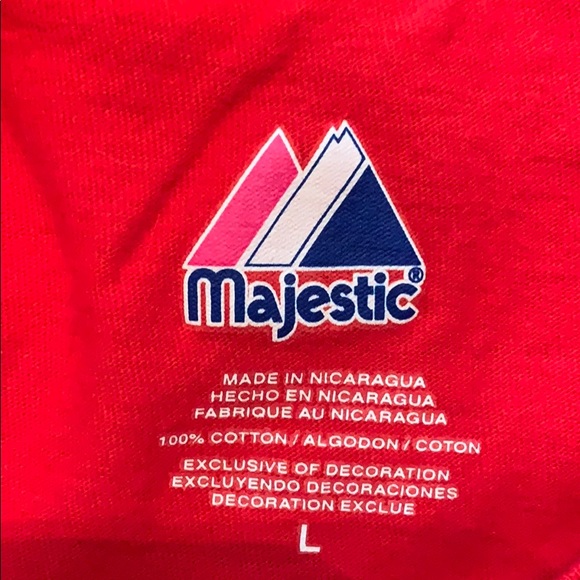 Majestic®
MADE IN NICARAGUA
HECHO EN NICARAGUA
FABRIQUE AU NICARAGUA
100% COTTON/ALGODON/COTON
EXCLUSIVE OF DECORATION
EXCLUYENDO DECORACIONES
DECORATION EXCLUE
L